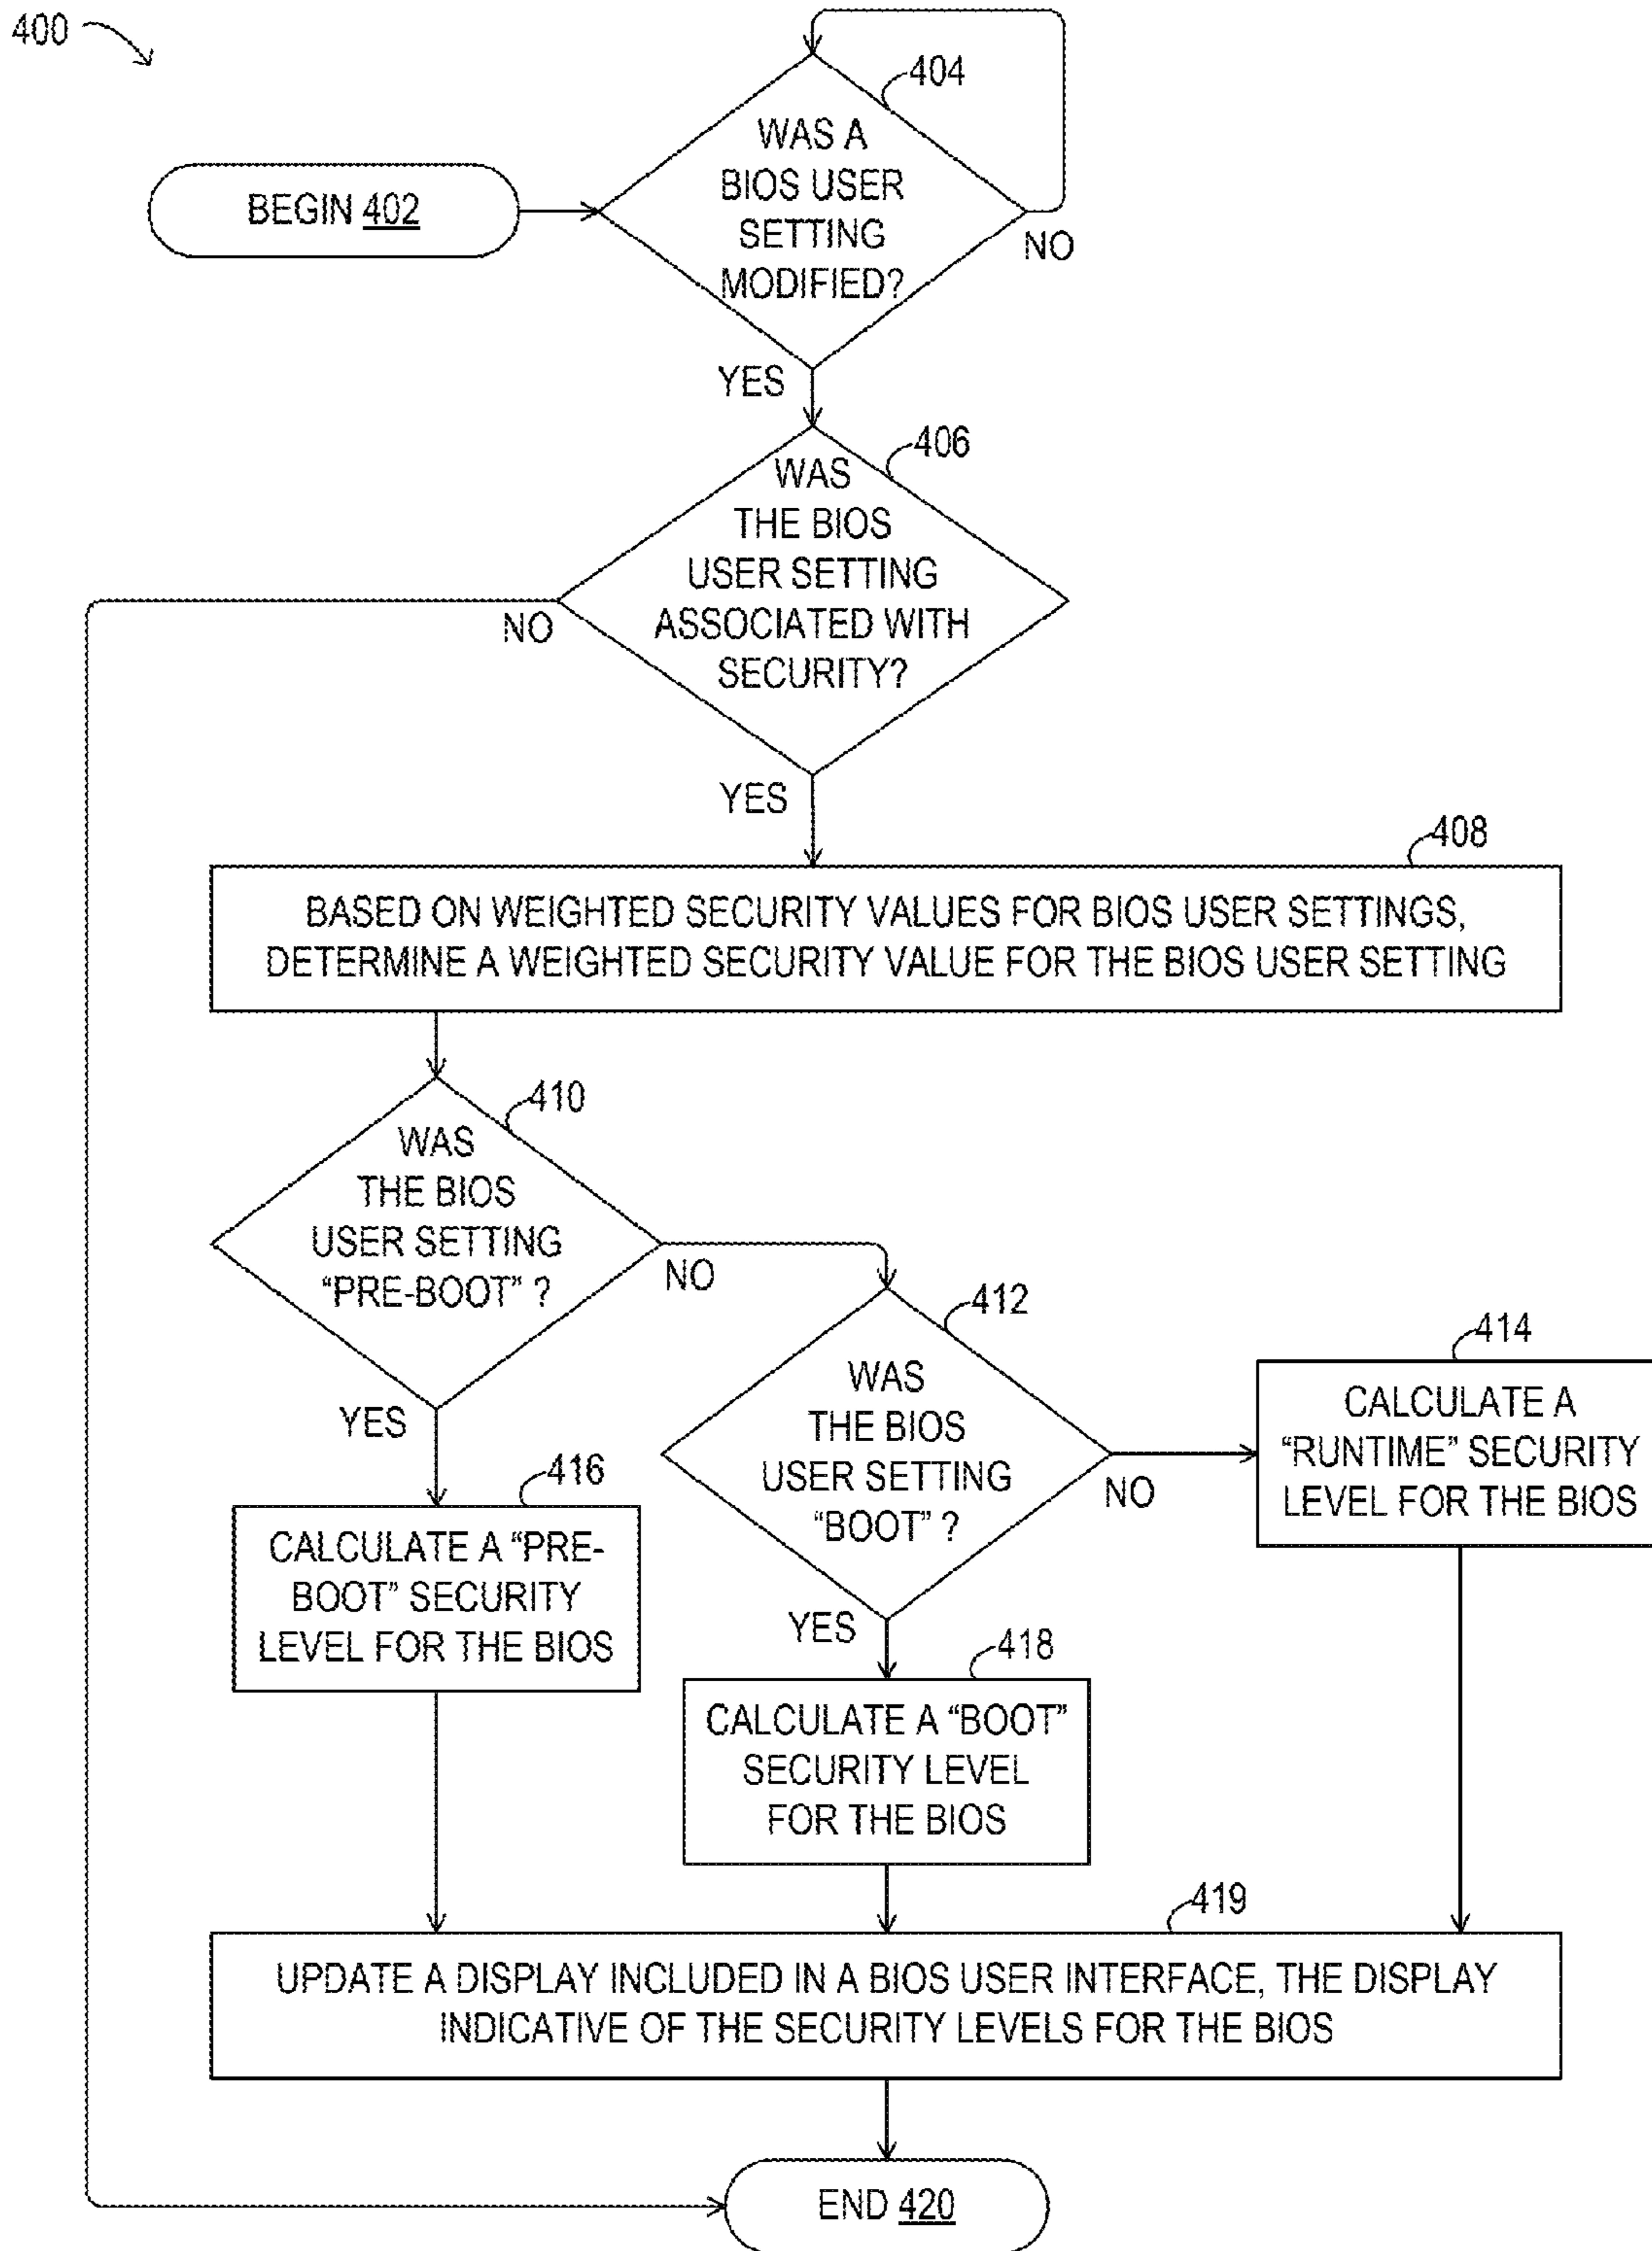 400
404
WAS A
BIOS USER
SETTING
MODIFIED?
BEGIN 402
NO
YES
406
WAS
THE BIOS
USER SETTING
ASSOCIATED WITH
SECURITY?
NO
YES
408
BASED ON WEIGHTED SECURITY VALUES FOR BIOS USER SETTINGS,
DETERMINE A WEIGHTED SECURITY VALUE FOR THE BIOS USER SETTING
410
WAS
THE BIOS
USER SETTING
“PRE-BOOT” ?
NO
YES
412
WAS
THE BIOS
USER SETTING
“BOOT” ?
NO
YES
414
CALCULATE A
“RUNTIME” SECURITY
LEVEL FOR THE BIOS
416
CALCULATE A “PRE-
BOOT” SECURITY
LEVEL FOR THE BIOS
418
CALCULATE A “BOOT”
SECURITY LEVEL
FOR THE BIOS
419
UPDATE A DISPLAY INCLUDED IN A BIOS USER INTERFACE, THE DISPLAY
INDICATIVE OF THE SECURITY LEVELS FOR THE BIOS
END 420